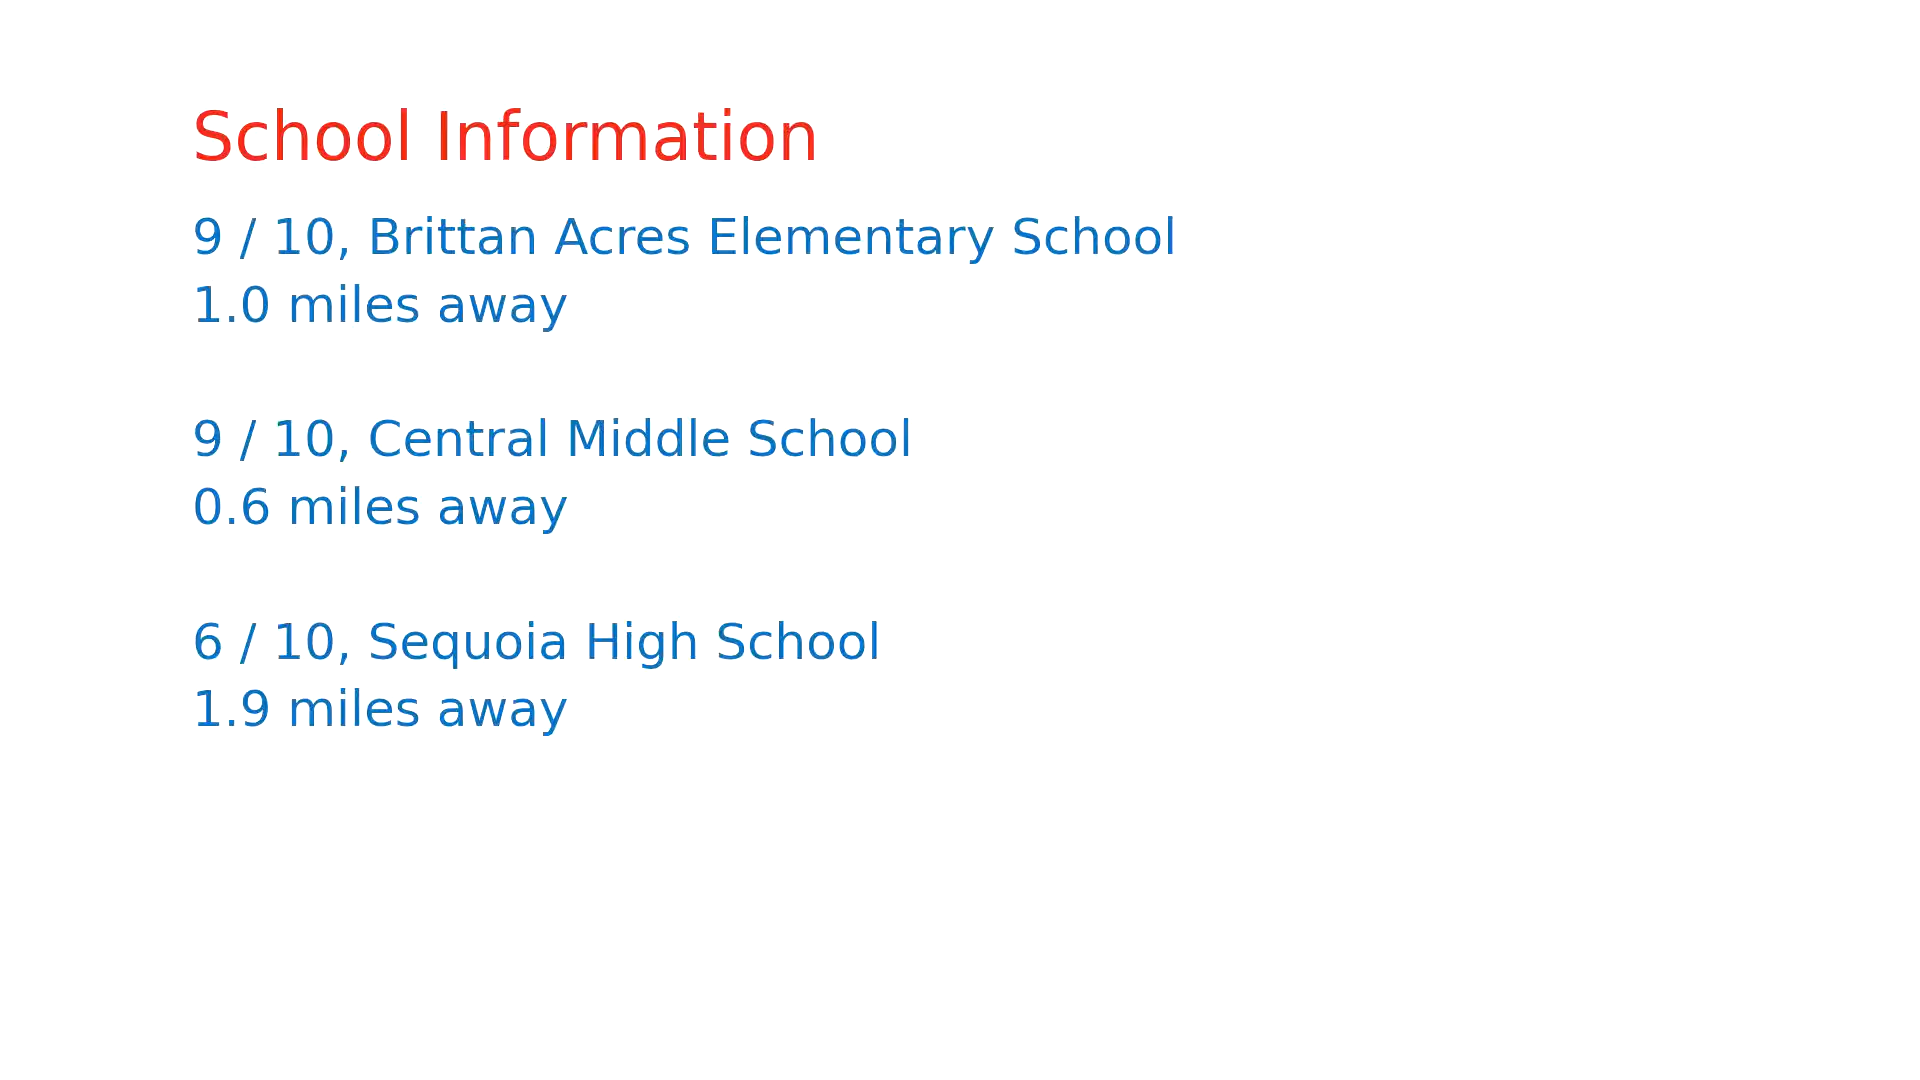 School Information
9 / 10, Brittan Acres Elementary School
1.0 miles away
9 / 10, Central Middle School
0.6 miles away
6 / 10, Sequoia High School
1.9 miles away